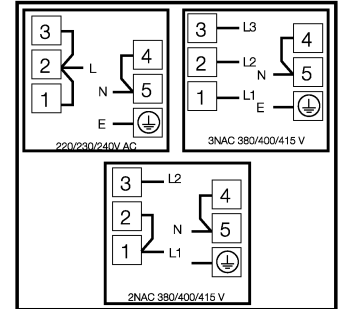 3
2 L
1
4
N 5
E
220/230/240V AC
3 L3
2 L2
1 L1
4
N 5
E
3NAC 380/400/415 V
3 L2
2
1 L1
4
N 5
2NAC 380/400/415 V